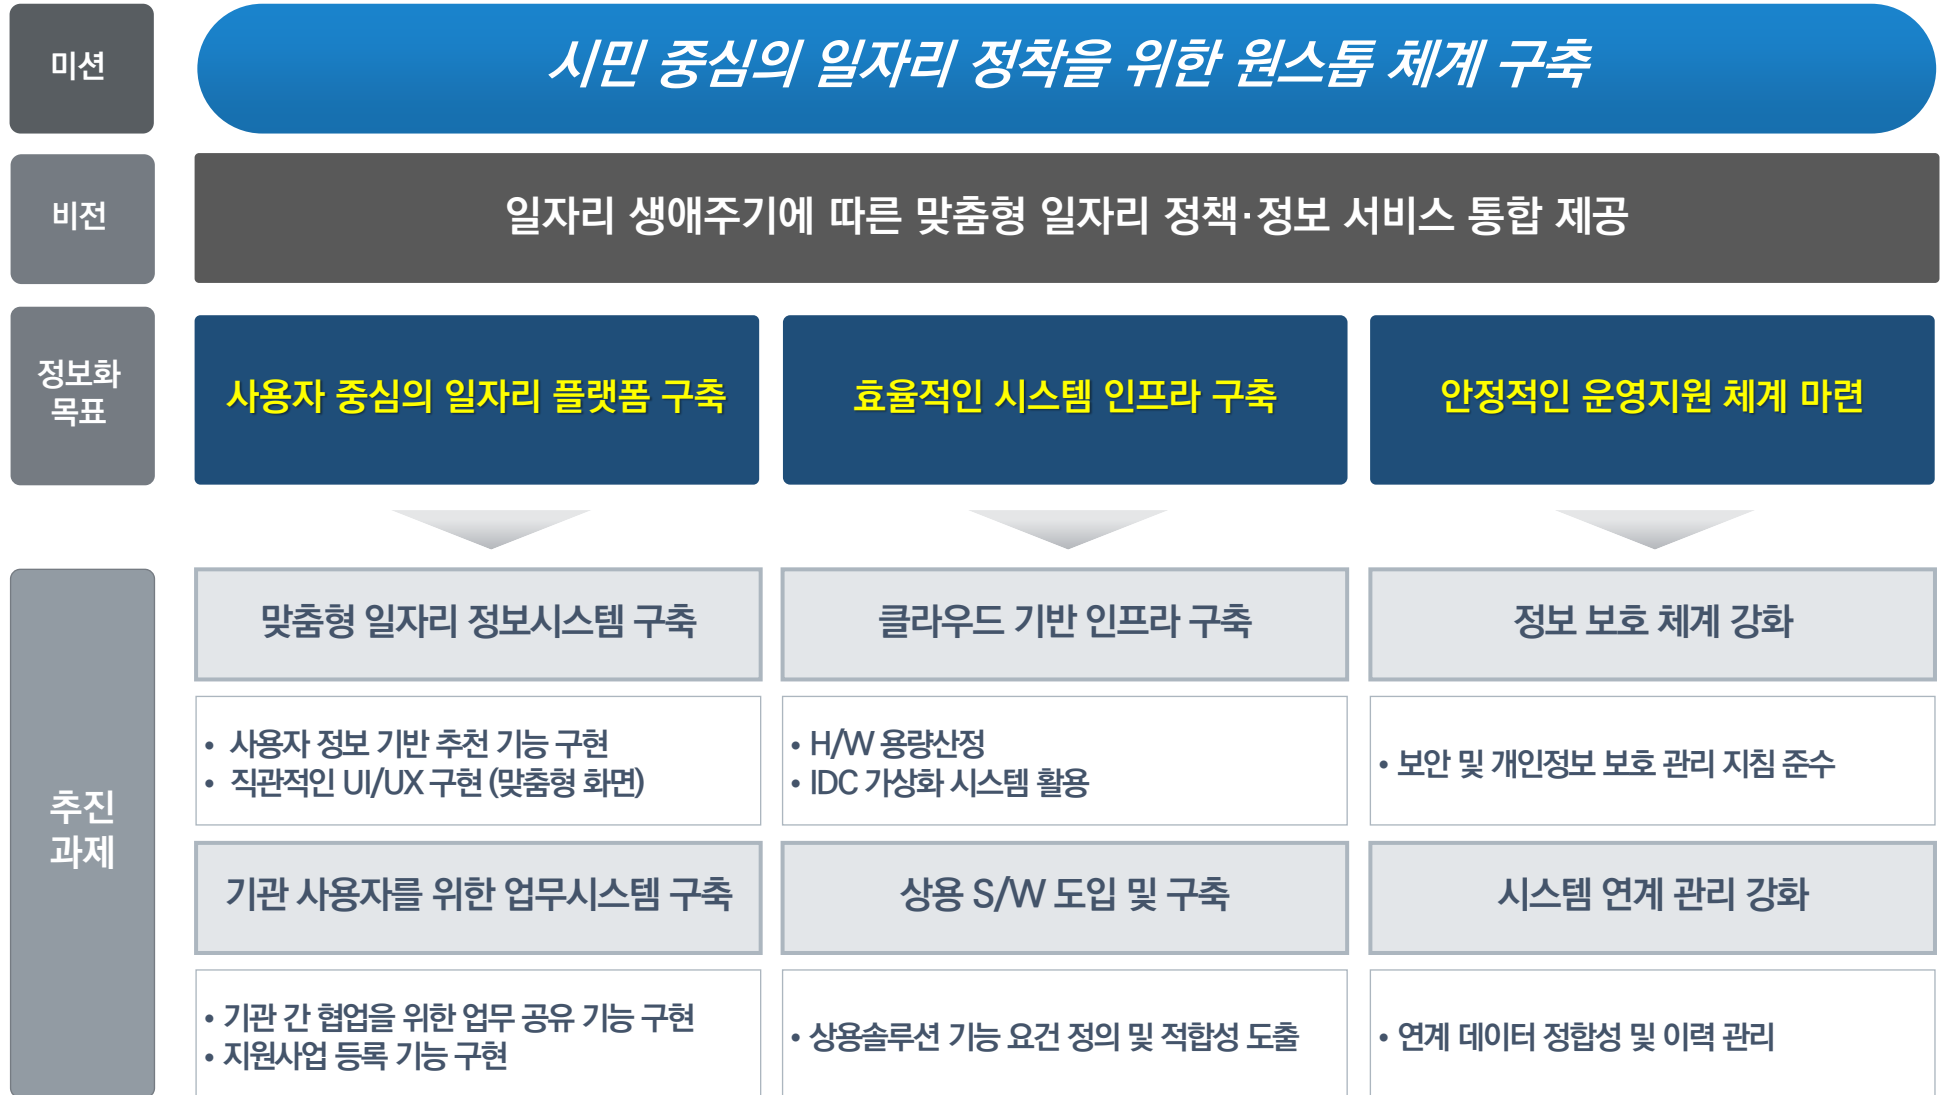 미션
시민 중심의 일자리 정착을 위한 원스톱 체계 구축
비전
일자리 생애주기에 따른 맞춤형 일자리 정책·정보 서비스 통합 제공
정보화
목표
사용자 중심의 일자리 플랫폼 구축
효율적인 시스템 인프라 구축
안정적인 운영지원 체계 마련
추진
과제
맞춤형 일자리 정보시스템 구축
클라우드 기반 인프라 구축
정보 보호 체계 강화
• 사용자 정보 기반 추천 기능 구현
• 직관적인 UI/UX 구현 (맞춤형 화면)
• H/W 용량산정
• IDC 가상화 시스템 활용
• 보안 및 개인정보 보호 관리 지침 준수
기관 사용자를 위한 업무시스템 구축
상용 S/W 도입 및 구축
시스템 연계 관리 강화
• 기관 간 협업을 위한 업무 공유 기능 구현
• 지원사업 등록 기능 구현
• 상용솔루션 기능 요건 정의 및 적합성 도출
• 연계 데이터 정합성 및 이력 관리